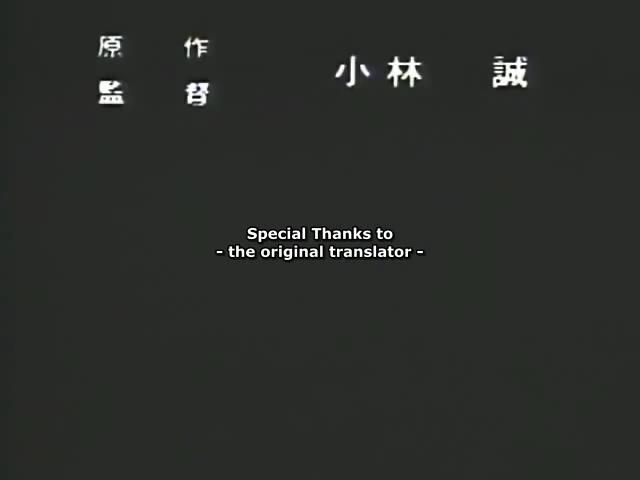 原作
監督
小林 誠
Special Thanks to
- the original translator -